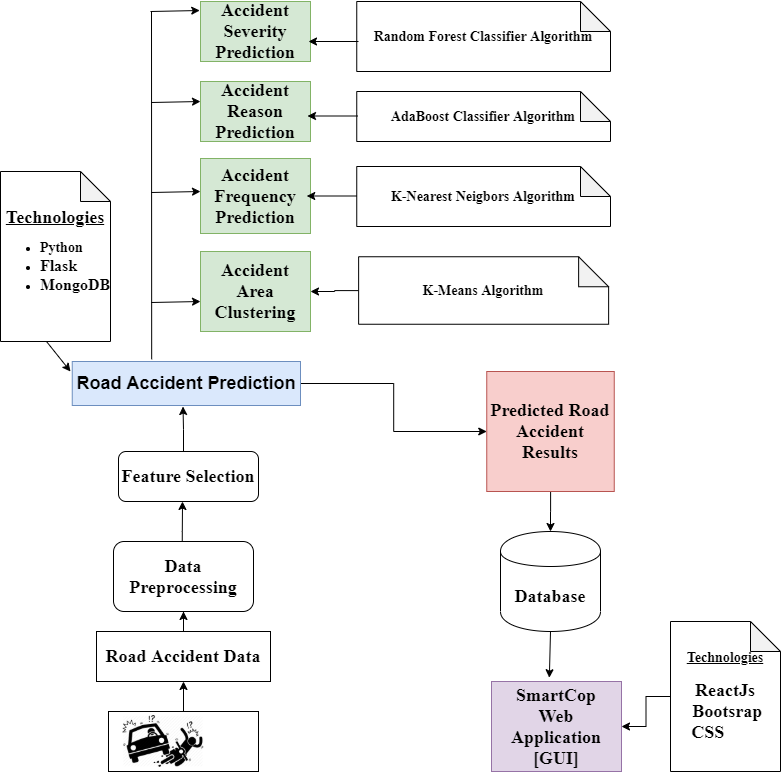 Accident
Severity
Prediction
Random Forest Classifier Algorithm
Accident
Reason
Prediction
AdaBoost Classifier Algorithm
Accident
Frequency
Prediction
K-Nearest Neigbors Algorithm
Technologies
Python
Flask
MongoDB
Accident
Area
Clustering
K-Means Algorithm
Road Accident Prediction
Predicted Road
Accident
Results
Feature Selection
Data
Preprocessing
Database
Road Accident Data
SmartCop
Web
Application
[GUI]
Technologies
ReactJs
Bootsrap
CSS
!?
!?